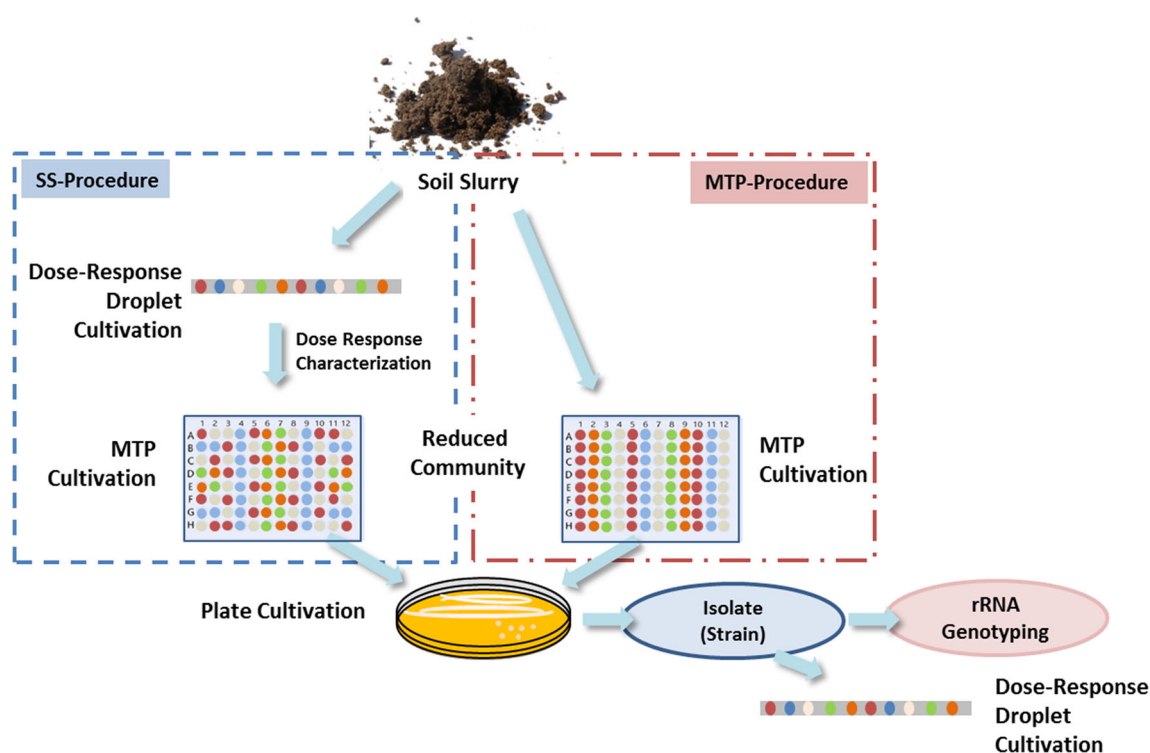 SS-Procedure
Soil Slurry
MTP-Procedure
Dose-Response
Droplet
Cultivation
Dose Response
Characterization
1 2 3 4 5 6 7 8 9 10 11 12
A
B
C
D
E
F
G
H
MTP
Cultivation
Reduced
Community
1 2 3 4 5 6 7 8 9 10 11 12
A
B
C
D
E
F
G
H
MTP
Cultivation
Plate Cultivation
Isolate
(Strain)
rRNA
Genotyping
Dose-Response
Droplet
Cultivation